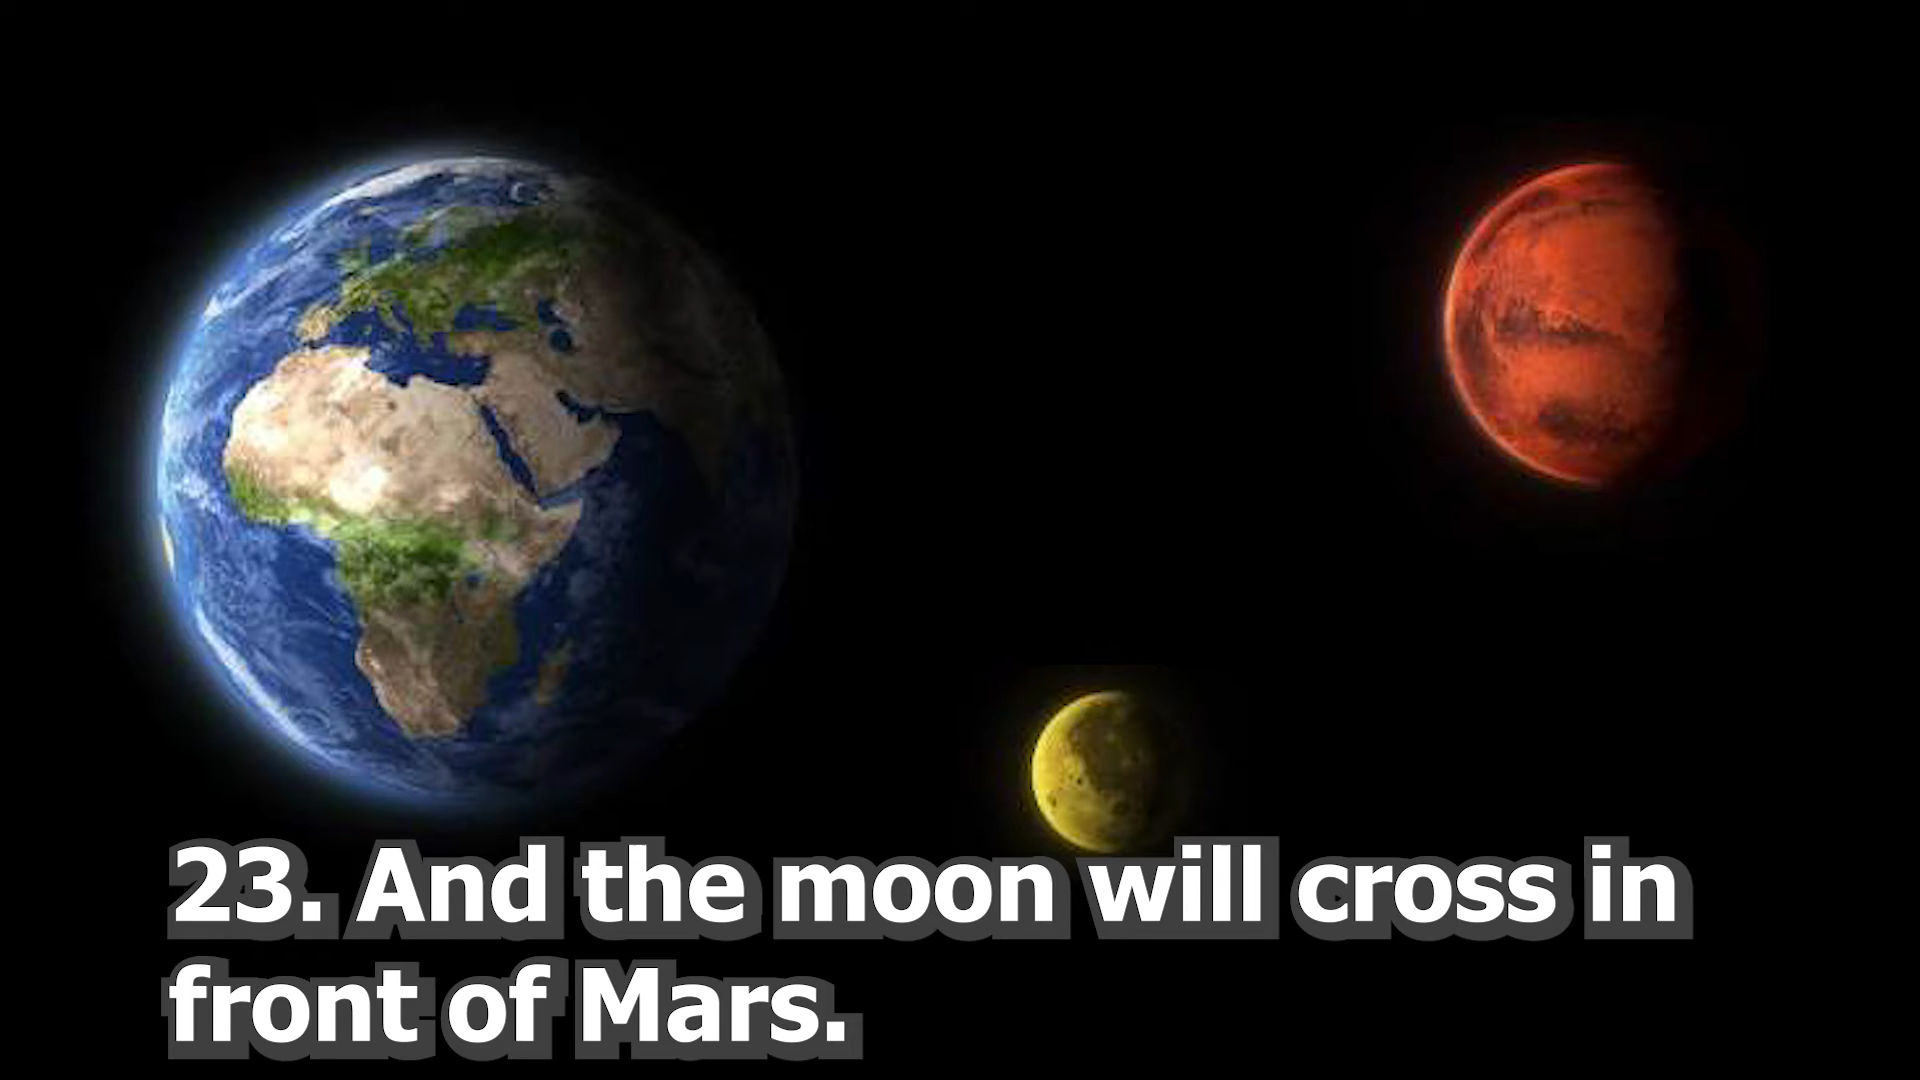 23. And the moon will cross in
front of Mars.